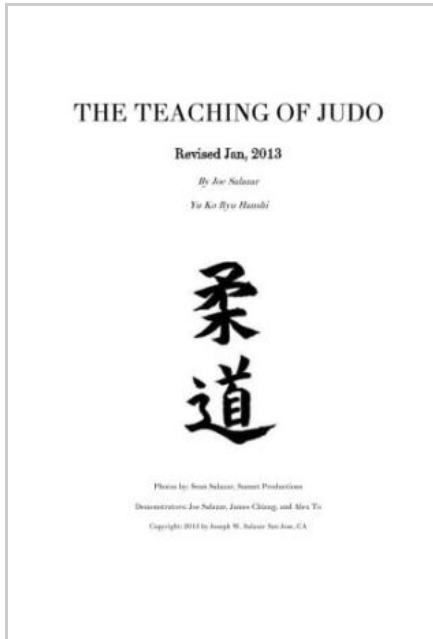 THE TEACHING OF JUDO
Revised Jan, 2013
By Joe Salazar
Yu Ko Ryu Hanshi
柔
道
Photos by: Sean Salazar, Sunset Productions
Demonstrators: Joe Salazar, James Chiang, and Alex To
Copyright: 2013 by Joseph W. Salazar San Jose, CA